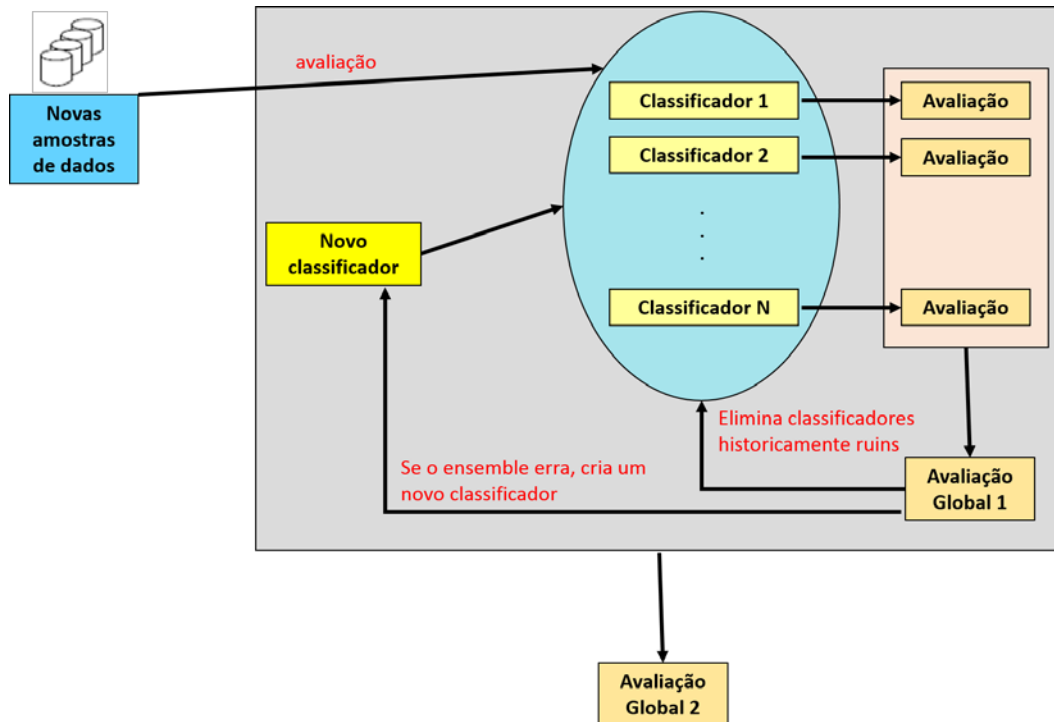 avaliação
Novas
amostras
de dados
Classificador 1
Avaliação
Classificador 2
Avaliação
.
.
.
Novo
classificador
Classificador N
Avaliação
Elimina classificadores
historicamente ruins
Se o ensemble erra, cria um
novo classificador
Avaliação
Global 1
Avaliação
Global 2